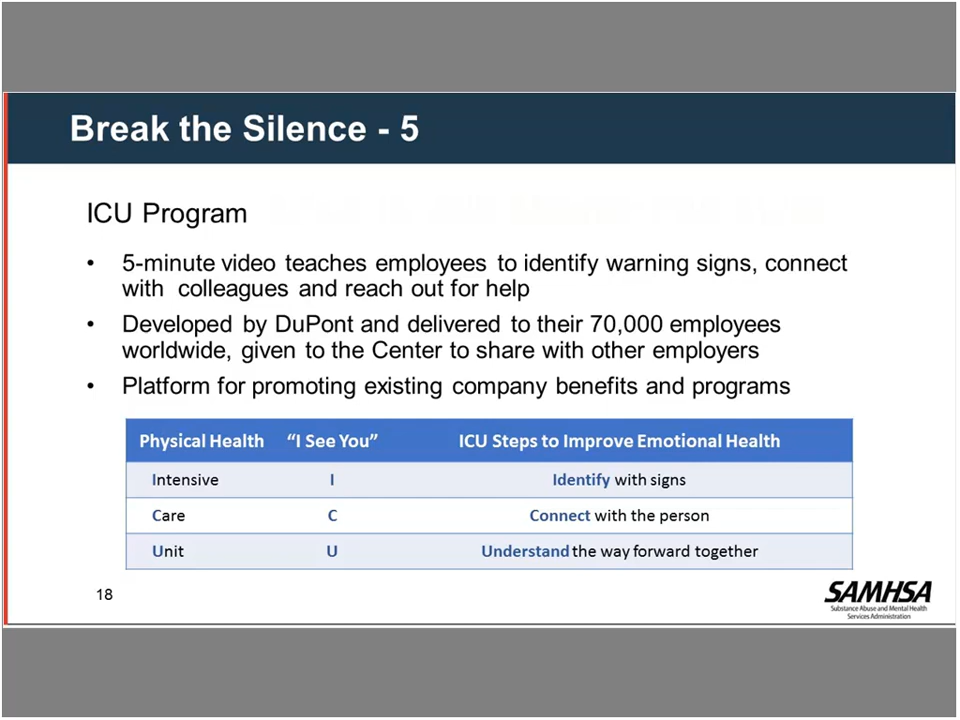 Break the Silence - 5
ICU Program
• 5-minute video teaches employees to identify warning signs, connect
with colleagues and reach out for help
• Developed by DuPont and delivered to their 70,000 employees
worldwide, given to the Center to share with other employers
• Platform for promoting existing company benefits and programs
Physical Health “I See You” ICU Steps to Improve Emotional Health
Intensive I Identify with signs
Care C Connect with the person
Unit U Understand the way forward together
18
SAMHSA
Substance Abuse and Mental Health
Services Administration